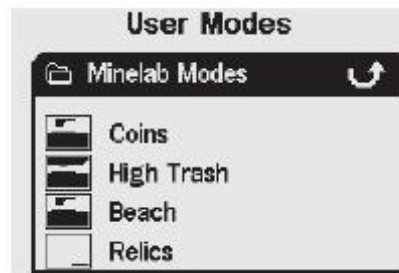 User Modes
Minelab Modes
Coins
High Trash
Beach
Relics